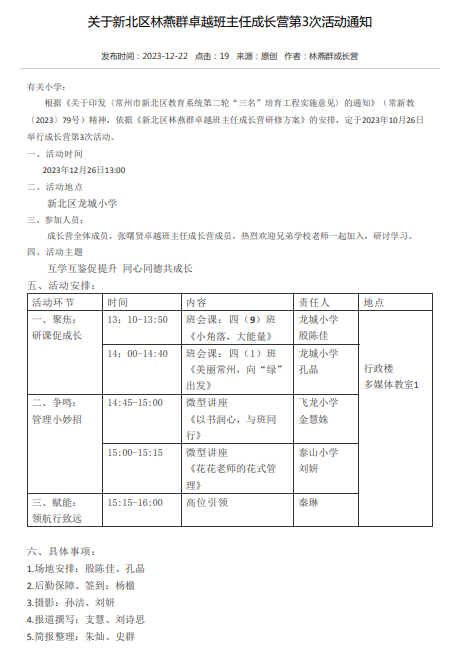 关于新北区林燕群卓越班主任成长营第3次活动通知
发布时间：2023-12-22 点击：19 来源：原创 作者：林燕群成长营
有关小学：
根据《关于印发〈常州市新北区教育系统第二轮“三名”培育工程实施意见〉的通知》（常新教
〔2023〕79号）精神，依据《新北区林燕群卓越班主任成长营研修方案》的安排，定于2023年10月26日
举行成长营第3次活动。
一、活动时间
2023年12月26日13:00
二、活动地点
新北区龙城小学
三、参加人员：
成长营全体成员，张曙贤卓越班主任成长营成员，热烈欢迎兄弟学校老师一起加入，研讨学习。
四、活动主题
互学互鉴促提升 同心同德共成长
五、活动安排：
活动环节 时间 内容 责任人 地点
一、聚焦： 13：10-13:50 班会课：四（9）班 龙城小学
研课促成长 《小角落，大能量》 殷陈佳
14：00-14:40 班会课：四（1）班 龙城小学
《美丽常州，向“绿” 孔晶
出发》
行政楼
多媒体教室1
二、争鸣： 14:45-15:00 微型讲座 飞龙小学
管理小妙招 《以书润心，与班同 金慧姝
行》
15:00-15:15 微型讲座 泰山小学
《花花老师的花式管 刘妍
理》
三、赋能： 15:15-16:00 高位引领 秦琳
领航行致远
六、具体事项：
1.场地安排：殷陈佳、孔晶
2.后勤保障、签到：杨楹
3.摄影：孙洁、刘妍
4.报道撰写：支慧、刘诗思
5.简报整理：朱灿、史群